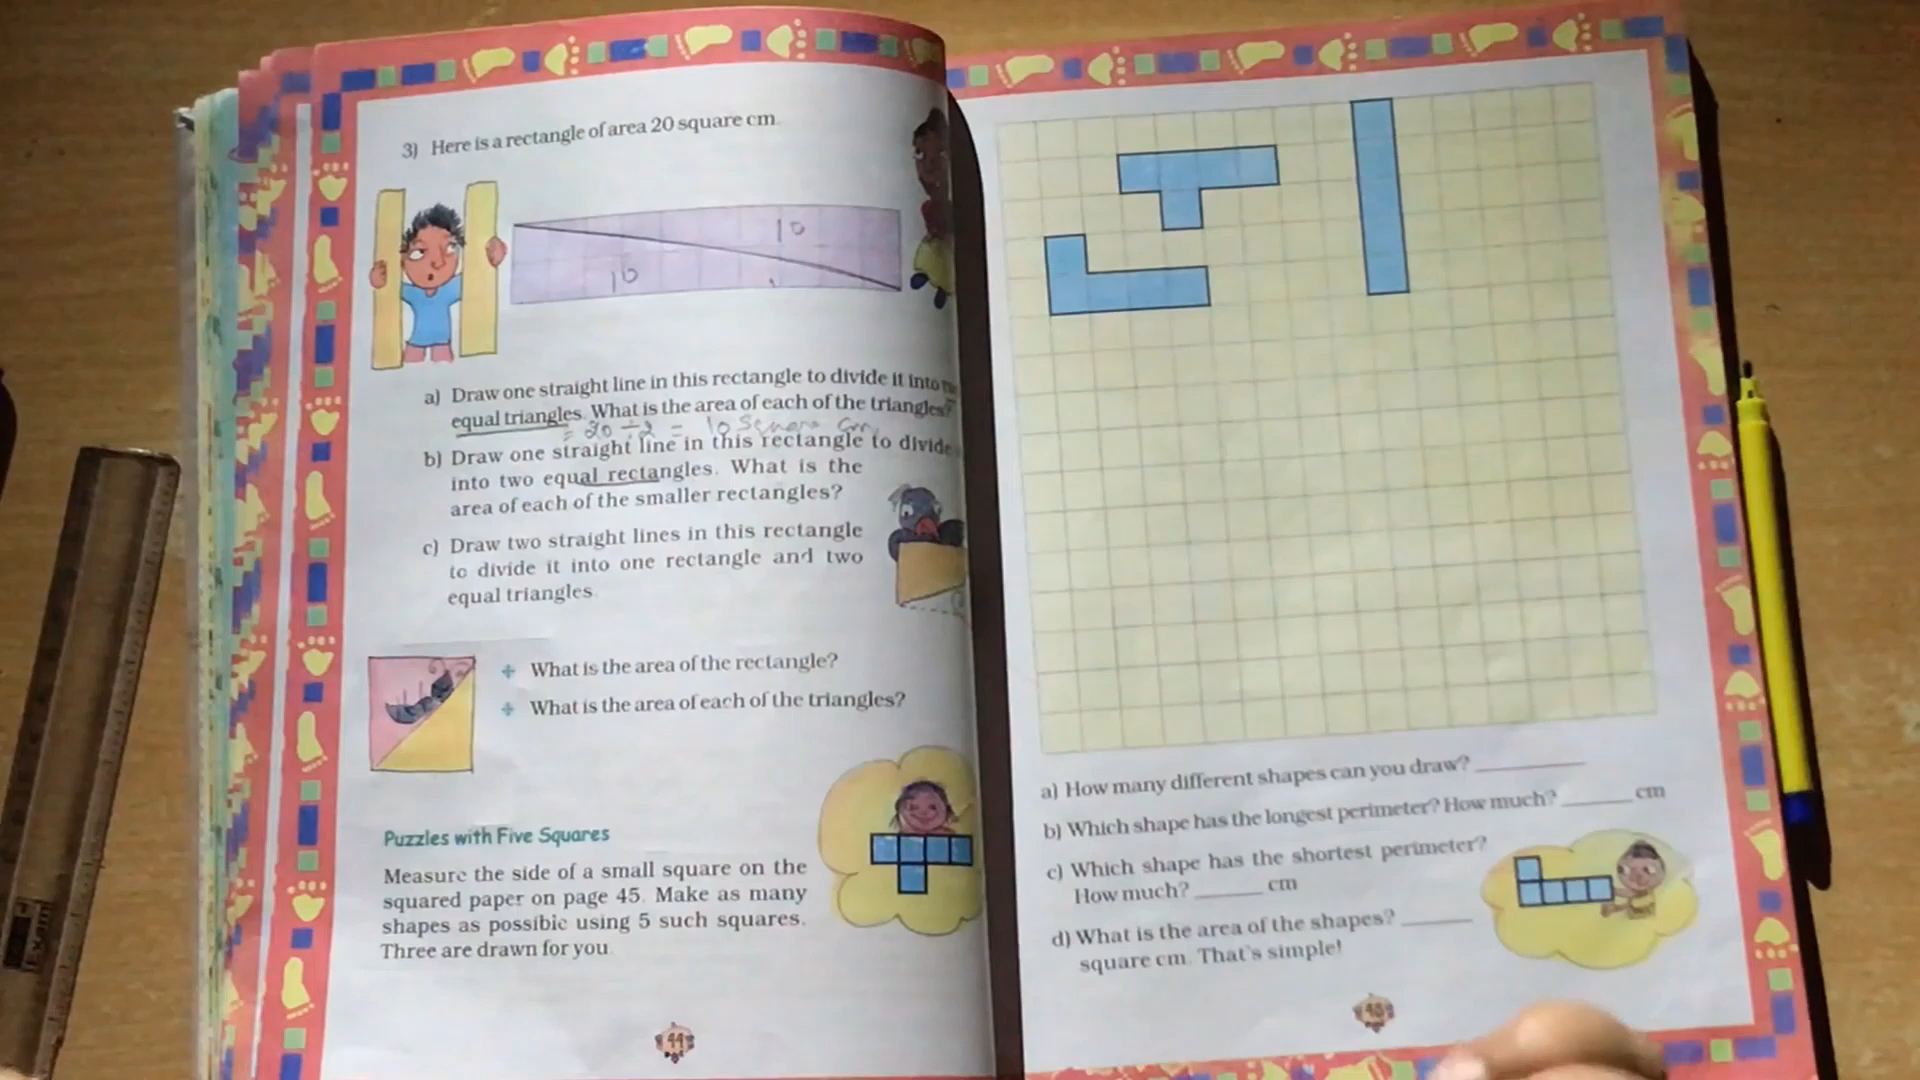 3) Here is a rectangle of area 20 square cm.
10
10
a) Draw one straight line in this rectangle to divide it into
equal triangles. What is the area of each of the triangles?
= 20 ÷ 2 = 10 Square cm
b) Draw one straight line in this rectangle to divide
into two equal rectangles. What is the
area of each of the smaller rectangles?
c) Draw two straight lines in this rectangle
to divide it into one rectangle and two
equal triangles.
What is the area of the rectangle?
What is the area of each of the triangles?
Puzzles with Five Squares
Measure the side of a small square on the
squared paper on page 45. Make as many
shapes as possible using 5 such squares.
Three are drawn for you.
44
a) How many different shapes can you draw? ________
b) Which shape has the longest perimeter? How much? ______ cm
c) Which shape has the shortest perimeter?
How much? ______ cm
d) What is the area of the shapes? ______
square cm. That's simple!
45